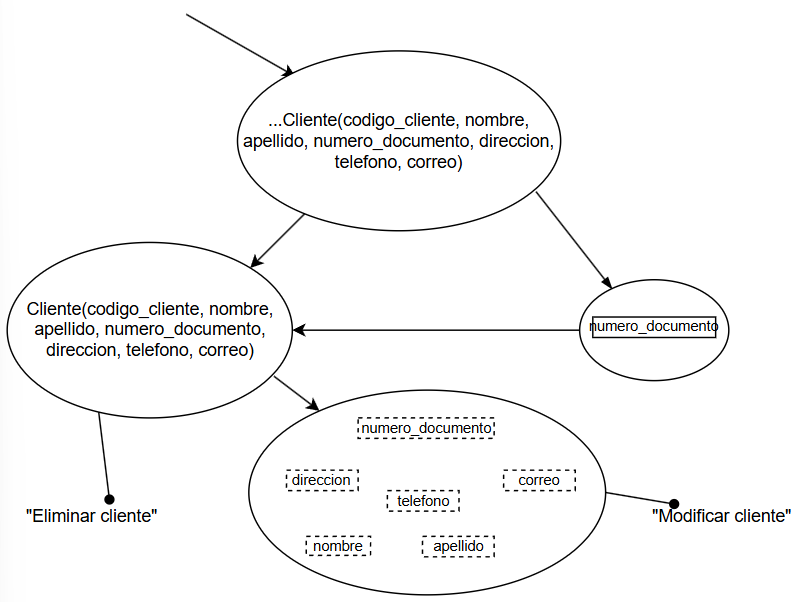 ...Cliente(codigo_cliente, nombre,
apellido, numero_documento, direccion,
telefono, correo)
Cliente(codigo_cliente, nombre,
apellido, numero_documento,
direccion, telefono, correo)
numero_documento
numero_documento
direccion
correo
telefono
nombre
apellido
"Eliminar cliente"
"Modificar cliente"